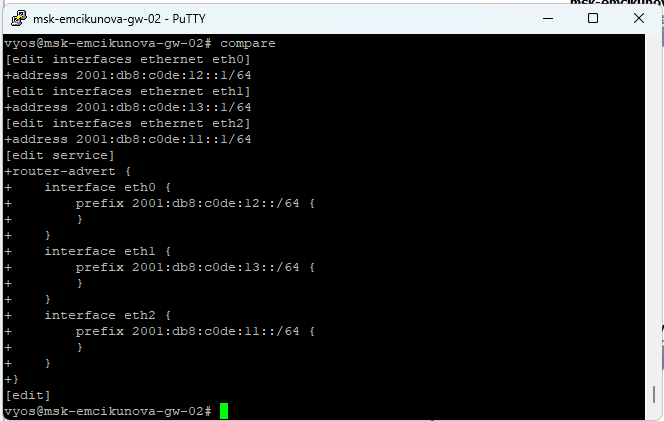 msk-emcikunova-gw-02 - PuTTY
vyos@msk-emcikunova-gw-02# compare
[edit interfaces ethernet eth0]
+address 2001:db8:c0de:12::1/64
[edit interfaces ethernet eth1]
+address 2001:db8:c0de:13::1/64
[edit interfaces ethernet eth2]
+address 2001:db8:c0de:11::1/64
[edit service]
+router-advert {
+    interface eth0 {
+        prefix 2001:db8:c0de:12::/64 {
+        }
+    }
+    interface eth1 {
+        prefix 2001:db8:c0de:13::/64 {
+        }
+    }
+    interface eth2 {
+        prefix 2001:db8:c0de:11::/64 {
+        }
+    }
+}
[edit]
vyos@msk-emcikunova-gw-02#